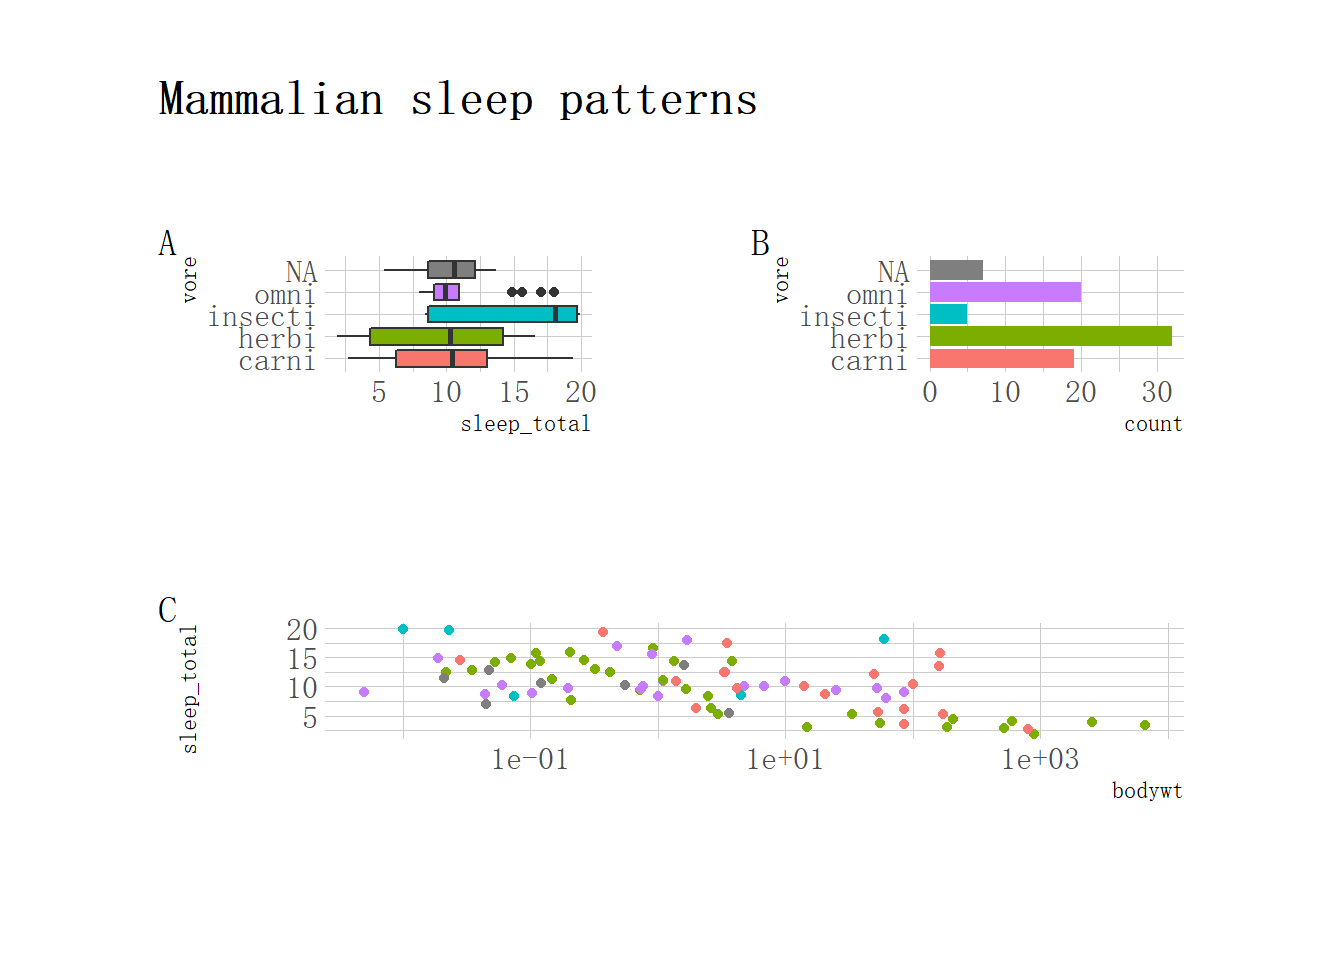 Mammalian sleep patterns
A
vore
NA
omni
insecti
herbi
carni
5 10 15 20
sleep_total
B
vore
NA
omni
insecti
herbi
carni
0 10 20 30
count
C
sleep_total
20
15
10
5
1e-01 1e+01 1e+03
bodywt